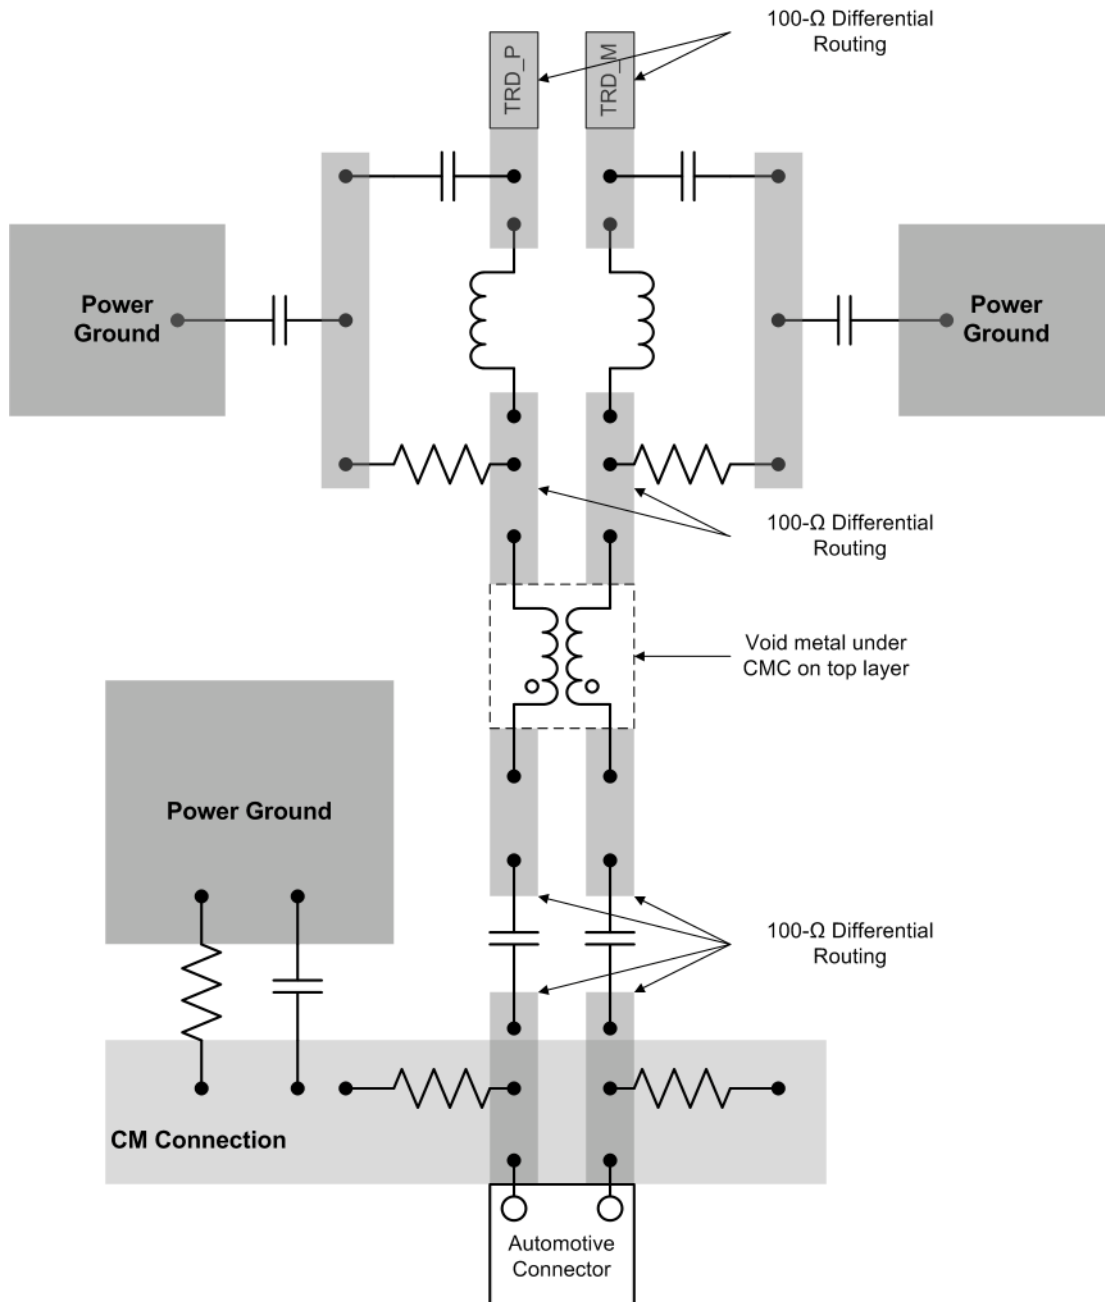 100-Ω Differential
Routing
TRD_P
TRD_M
Power
Ground
Power
Ground
100-Ω Differential
Routing
Void metal under
CMC on top layer
Power Ground
100-Ω Differential
Routing
CM Connection
Automotive
Connector